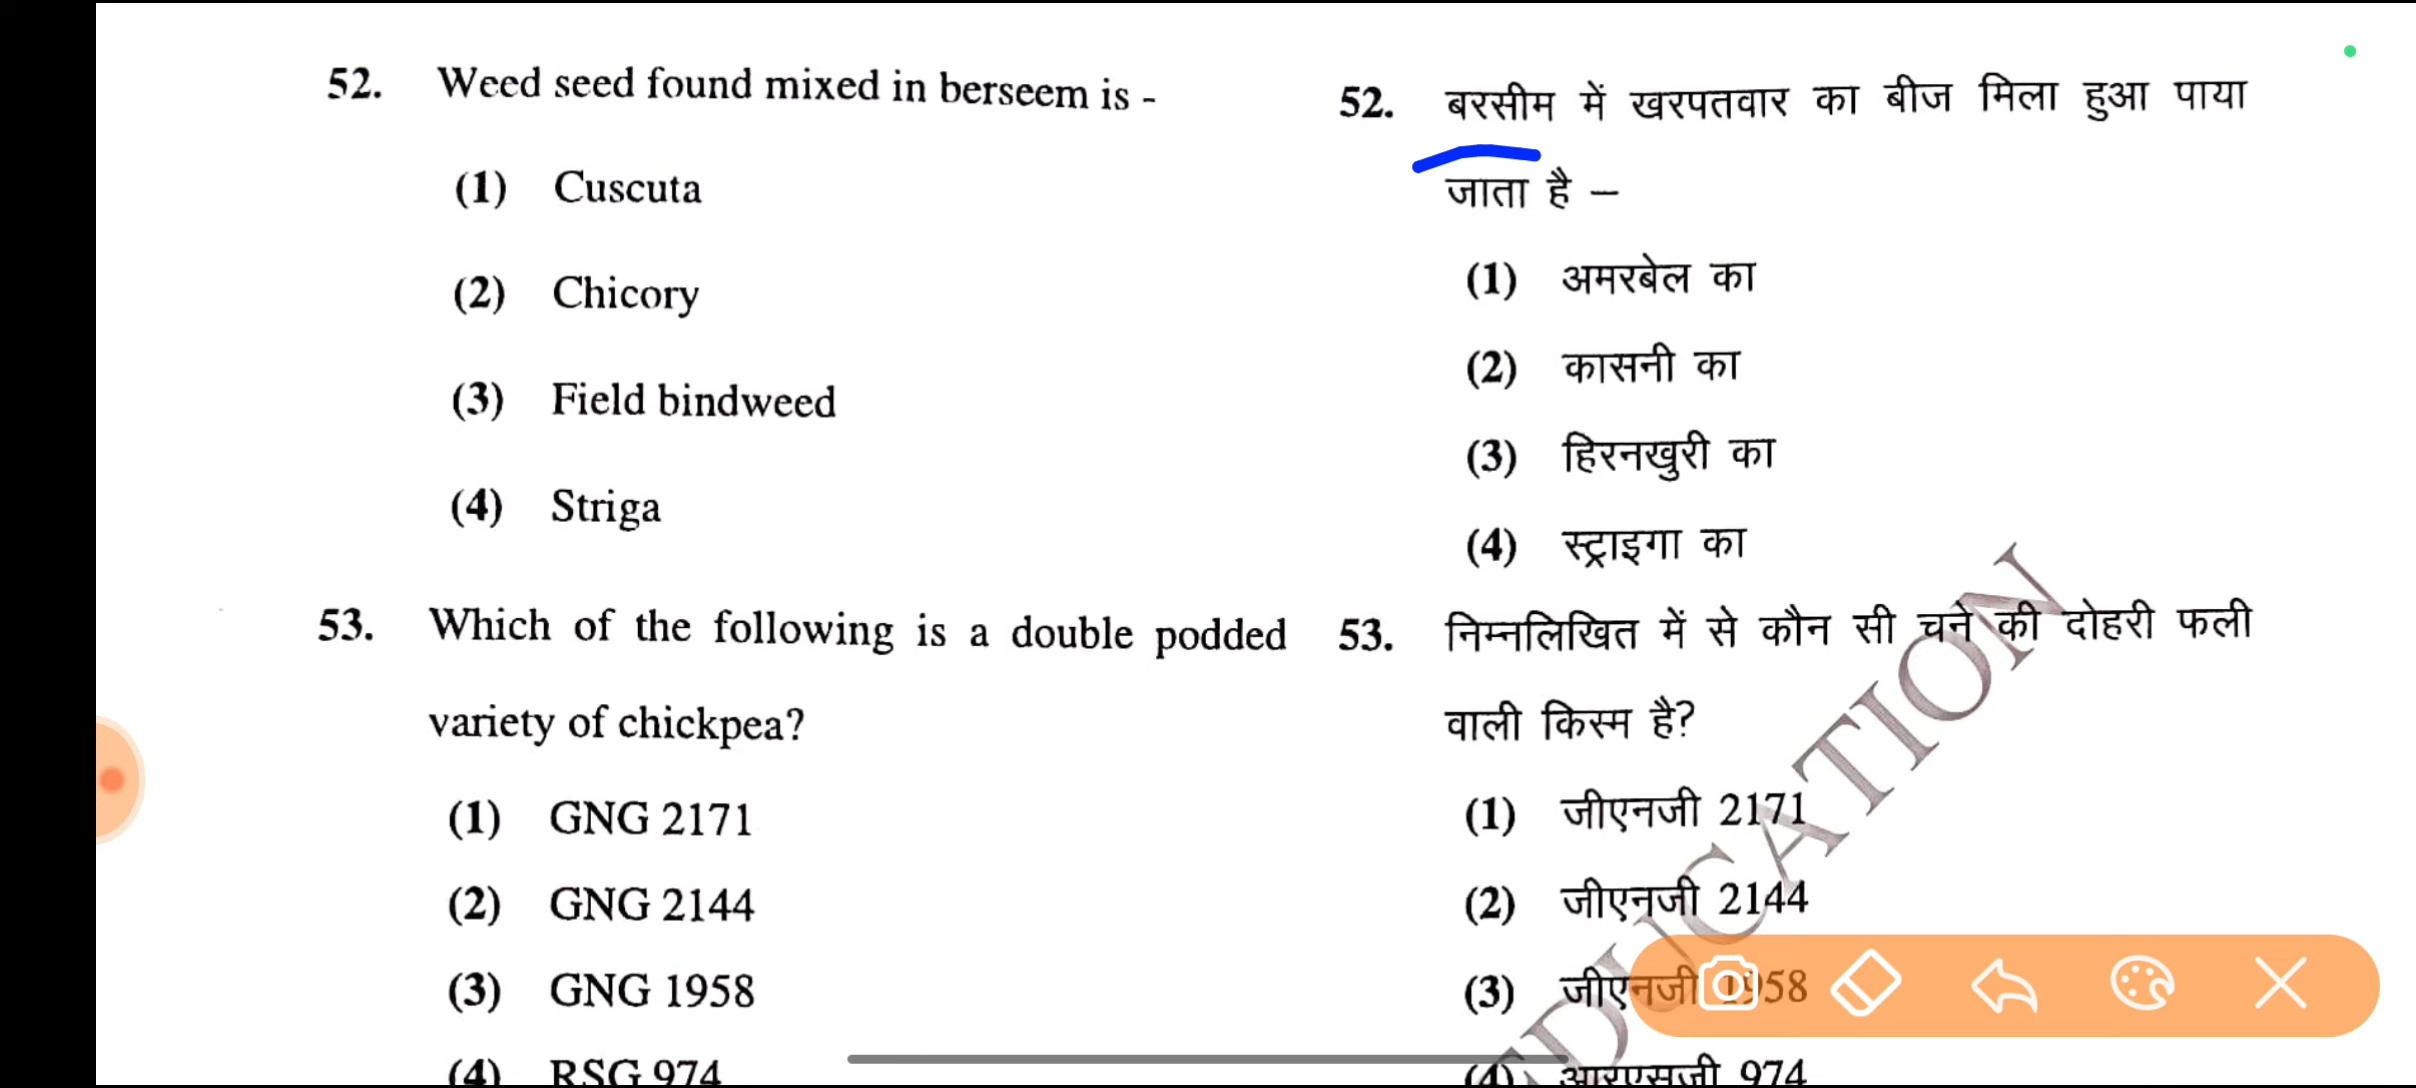 52. Weed seed found mixed in berseem is -
(1) Cuscuta
(2) Chicory
(3) Field bindweed
(4) Striga
53. Which of the following is a double podded
variety of chickpea?
(1) GNG 2171
(2) GNG 2144
(3) GNG 1958
(4) RSG 974
52. बरसीम में खरपतवार का बीज मिला हुआ पाया
जाता है –
(1) अमरबेल का
(2) कासनी का
(3) हिरनखुरी का
(4) स्ट्राइगा का
53. निम्नलिखित में से कौन सी चने की दोहरी फली
वाली किस्म है?
(1) जीएनजी 2171
(2) जीएनजी 2144
(3) जीएनजी 1958
(4) आरएसजी 974
EDUCATION